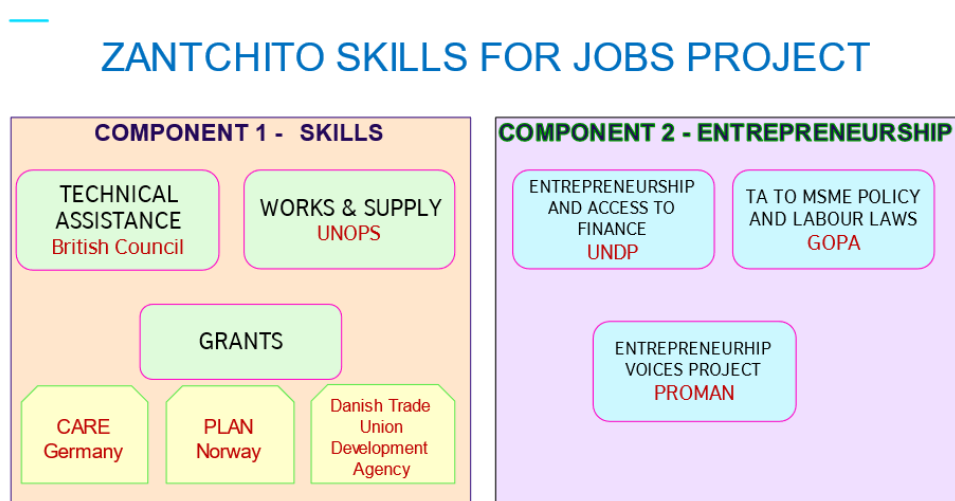 ZANTCHITO SKILLS FOR JOBS PROJECT
COMPONENT 1 - SKILLS
TECHNICAL
ASSISTANCE
British Council
WORKS & SUPPLY
UNOPS
GRANTS
CARE
Germany
PLAN
Norway
Danish Trade
Union
Development
Agency
COMPONENT 2 - ENTREPRENEURSHIP
ENTREPRENEURSHIP
AND ACCESS TO
FINANCE
UNDP
TA TO MSME POLICY
AND LABOUR LAWS
GOPA
ENTREPRENEURHIP
VOICES PROJECT
PROMAN